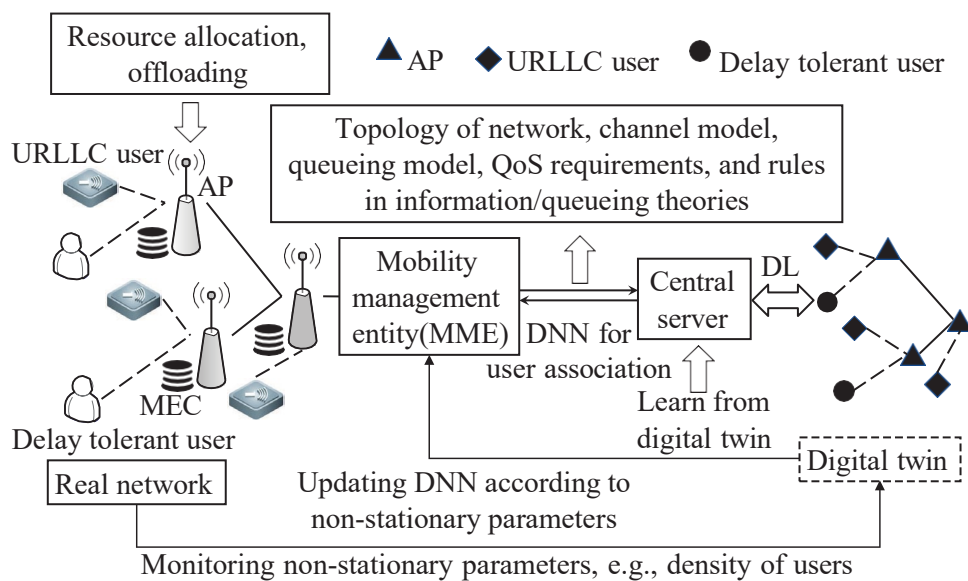 Resource allocation,
offloading
AP
URLLC user
Delay tolerant user
Topology of network, channel model,
queueing model, QoS requirements, and rules
in information/queueing theories
URLLC user
AP
Mobility
management
entity(MME)
Central
server
DL
DNN for
user association
MEC
Learn from
digital twin
Delay tolerant user
Real network
Digital twin
Updating DNN according to
non-stationary parameters
Monitoring non-stationary parameters, e.g., density of users